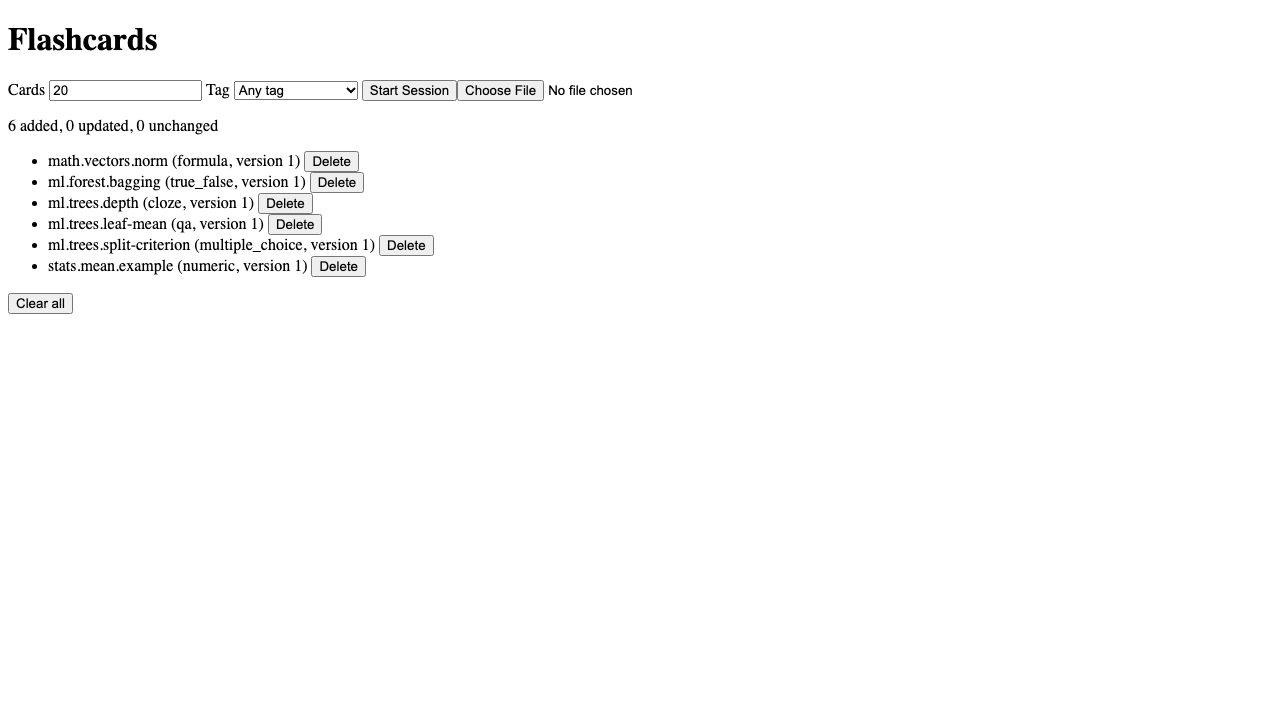 Flashcards
Cards 20 Tag Any tag Start Session Choose File No file chosen
6 added, 0 updated, 0 unchanged
math.vectors.norm (formula, version 1) Delete
ml.forest.bagging (true_false, version 1) Delete
ml.trees.depth (cloze, version 1) Delete
ml.trees.leaf-mean (qa, version 1) Delete
ml.trees.split-criterion (multiple_choice, version 1) Delete
stats.mean.example (numeric, version 1) Delete
Clear all